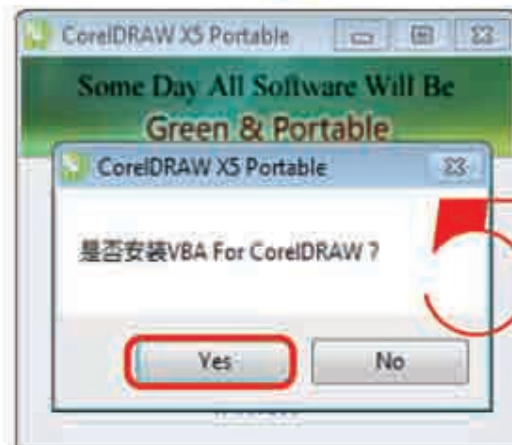 CorelDRAW X5 Portable
Some Day All Software Will Be
Green & Portable
CorelDRAW X5 Portable
是否安装VBA For CorelDRAW ?
Yes
No